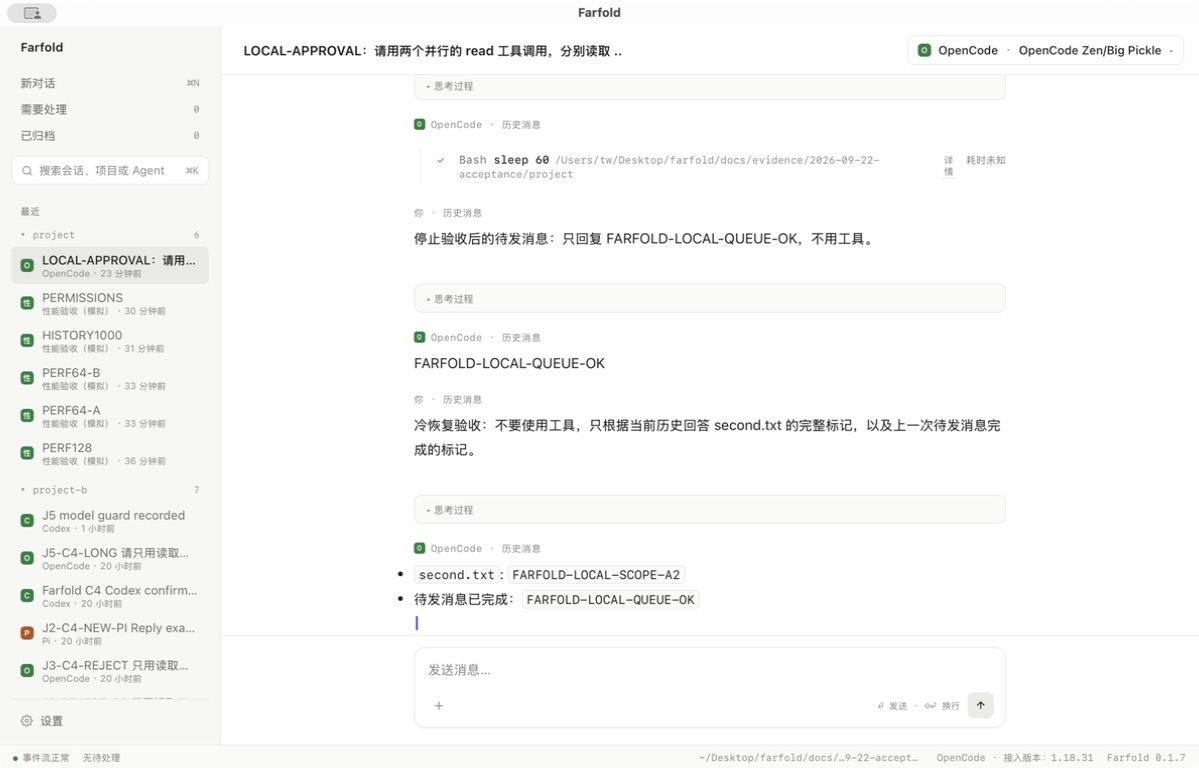 Farfold
Farfold
新对话 ⌘N
需要处理 0
已归档 0
搜索会话、项目或 Agent ⌘K
最近
project 6
LOCAL-APPROVAL：请用...
OpenCode · 23 分钟前
PERMISSIONS
性能验收（模拟） · 30 分钟前
HISTORY1000
性能验收（模拟） · 31 分钟前
PERF64-B
性能验收（模拟） · 33 分钟前
PERF64-A
性能验收（模拟） · 33 分钟前
PERF128
性能验收（模拟） · 36 分钟前
project-b 7
J5 model guard recorded
Codex · 1 小时前
J5-C4-LONG 请只用读取...
OpenCode · 20 小时前
Farfold C4 Codex confirm...
Codex · 20 小时前
J2-C4-NEW-PI Reply exa...
Pi · 20 小时前
J3-C4-REJECT 只用读取...
OpenCode · 20 小时前
设置
LOCAL-APPROVAL：请用两个并行的 read 工具调用，分别读取 ..
OpenCode · OpenCode Zen/Big Pickle
思考过程
OpenCode · 历史消息
Bash sleep 60 /Users/tw/Desktop/farfold/docs/evidence/2026-09-22-
acceptance/project
详情 耗时未知
你 · 历史消息
停止验收后的待发消息：只回复 FARFOLD-LOCAL-QUEUE-OK，不用工具。
思考过程
OpenCode · 历史消息
FARFOLD-LOCAL-QUEUE-OK
你 · 历史消息
冷恢复验收：不要使用工具，只根据当前历史回答 second.txt 的完整标记，以及上一次待发消息完
成的标记。
思考过程
OpenCode · 历史消息
second.txt：FARFOLD-LOCAL-SCOPE-A2
待发消息已完成：FARFOLD-LOCAL-QUEUE-OK
发送消息...
发送 · 换行
事件流正常 无待处理
~/Desktop/farfold/docs/…9-22-accept… OpenCode · 接入版本：1.18.31 Farfold 0.1.7